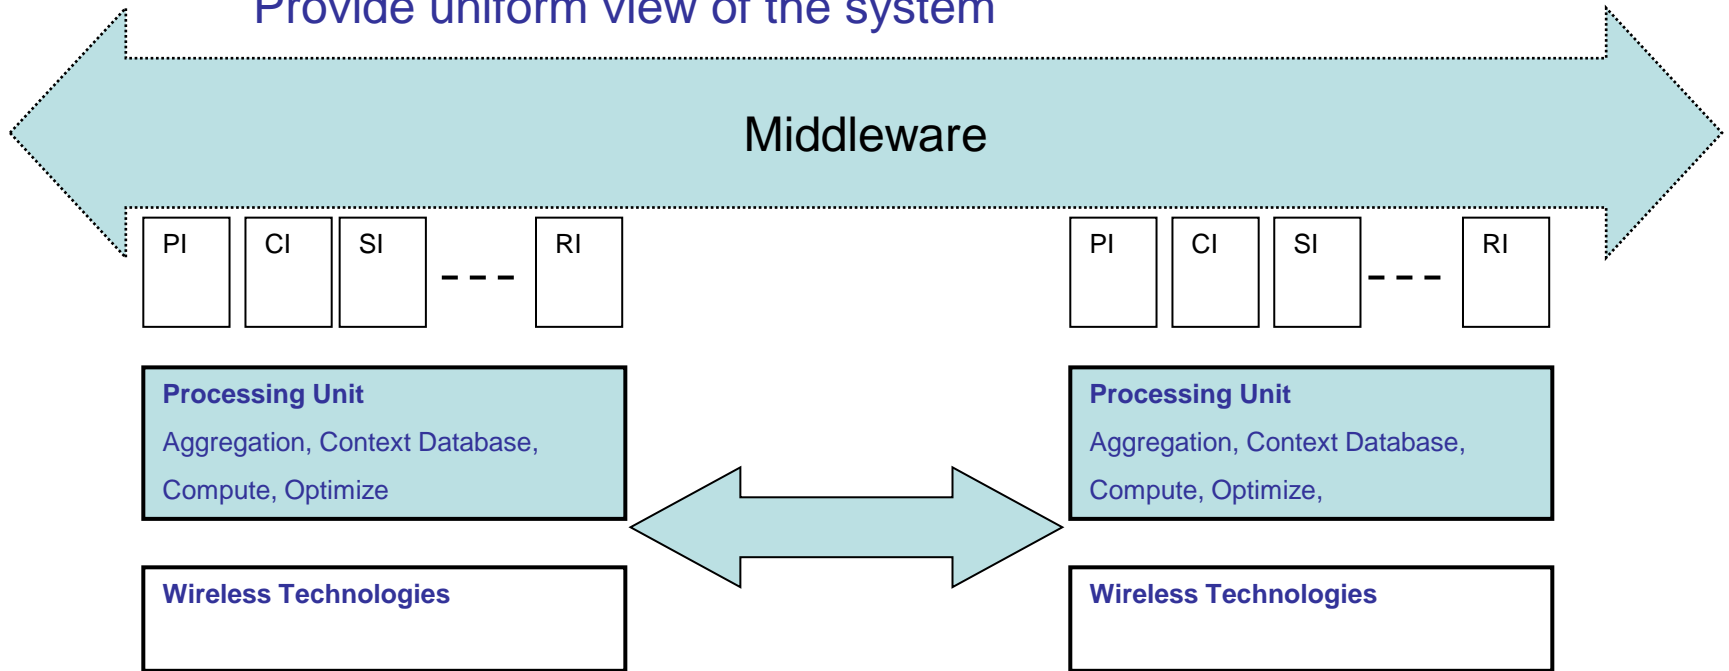 Provide uniform view of the system
Middleware
PI CI SI --- RI
PI CI SI --- RI
Processing Unit
Aggregation, Context Database,
Compute, Optimize
Processing Unit
Aggregation, Context Database,
Compute, Optimize,
Wireless Technologies
Wireless Technologies